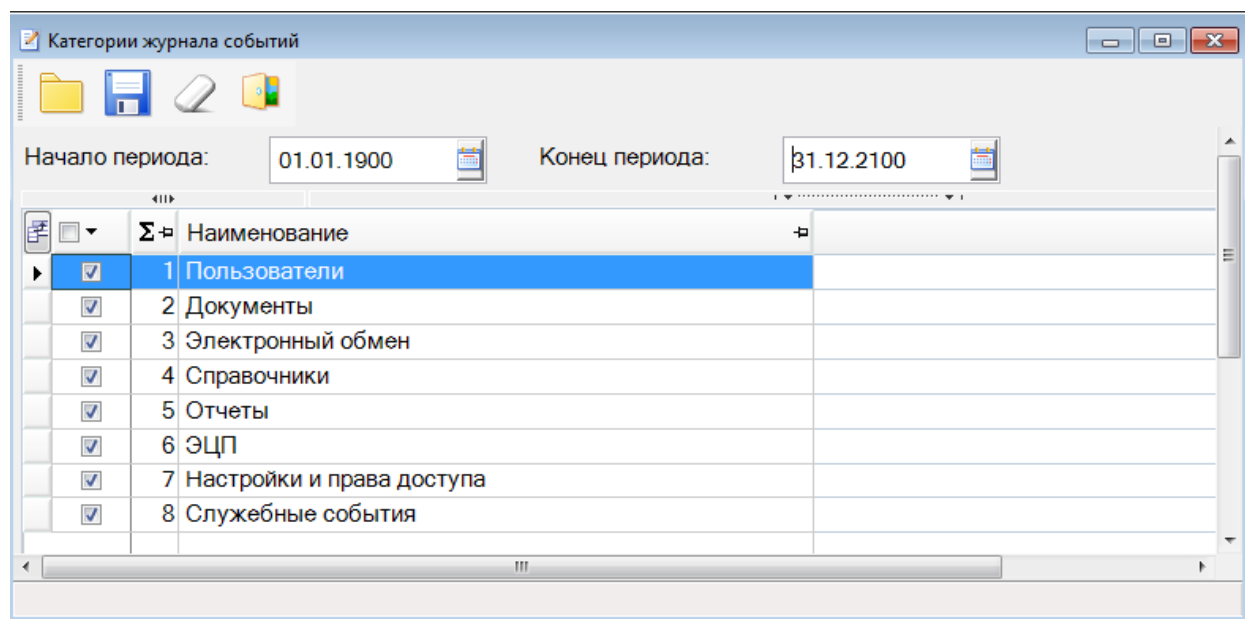 Категории журнала событий
Начало периода: 01.01.1900 Конец периода: 31.12.2100
Σ Наименование
1 Пользователи
2 Документы
3 Электронный обмен
4 Справочники
5 Отчеты
6 ЭЦП
7 Настройки и права доступа
8 Служебные события